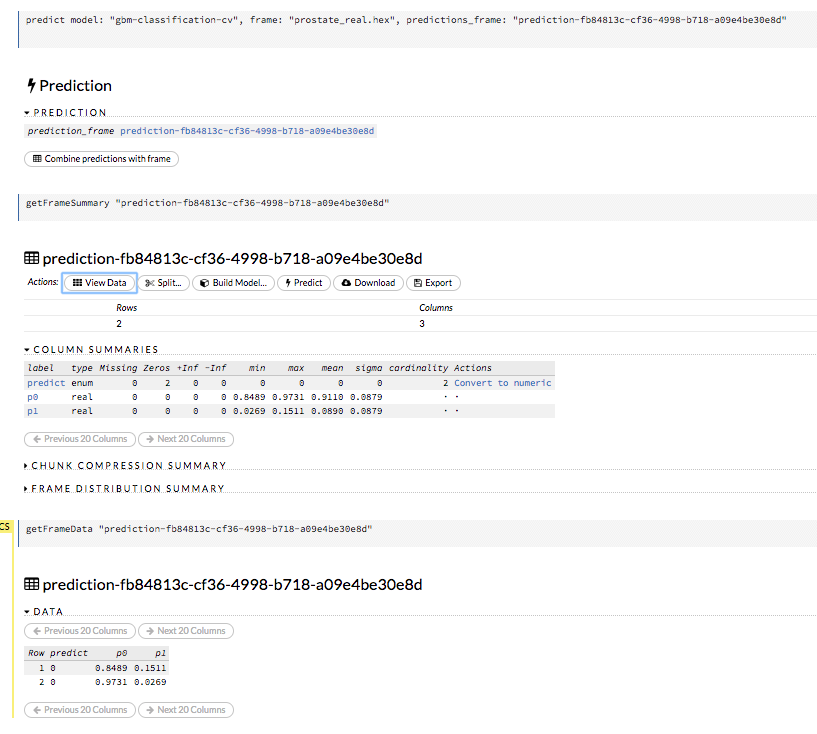 predict model: "gbm-classification-cv", frame: "prostate_real.hex", predictions_frame: "prediction-fb84813c-cf36-4998-b718-a09e4be30e8d"
Prediction
PREDICTION
prediction_frame prediction-fb84813c-cf36-4998-b718-a09e4be30e8d
Combine predictions with frame
getFrameSummary "prediction-fb84813c-cf36-4998-b718-a09e4be30e8d"
prediction-fb84813c-cf36-4998-b718-a09e4be30e8d
Actions: View Data Split... Build Model... Predict Download Export
Rows Columns
2 3
COLUMN SUMMARIES
label type Missing Zeros +Inf -Inf min max mean sigma cardinality Actions
predict enum 0 2 0 0 0 0 0 0 2 Convert to numeric
p0 real 0 0 0 0 0.8489 0.9731 0.9110 0.0879 · ·
p1 real 0 0 0 0 0.0269 0.1511 0.0890 0.0879 · ·
Previous 20 Columns Next 20 Columns
CHUNK COMPRESSION SUMMARY
FRAME DISTRIBUTION SUMMARY
CS getFrameData "prediction-fb84813c-cf36-4998-b718-a09e4be30e8d"
prediction-fb84813c-cf36-4998-b718-a09e4be30e8d
DATA
Previous 20 Columns Next 20 Columns
Row predict p0 p1
1 0 0.8489 0.1511
2 0 0.9731 0.0269
Previous 20 Columns Next 20 Columns